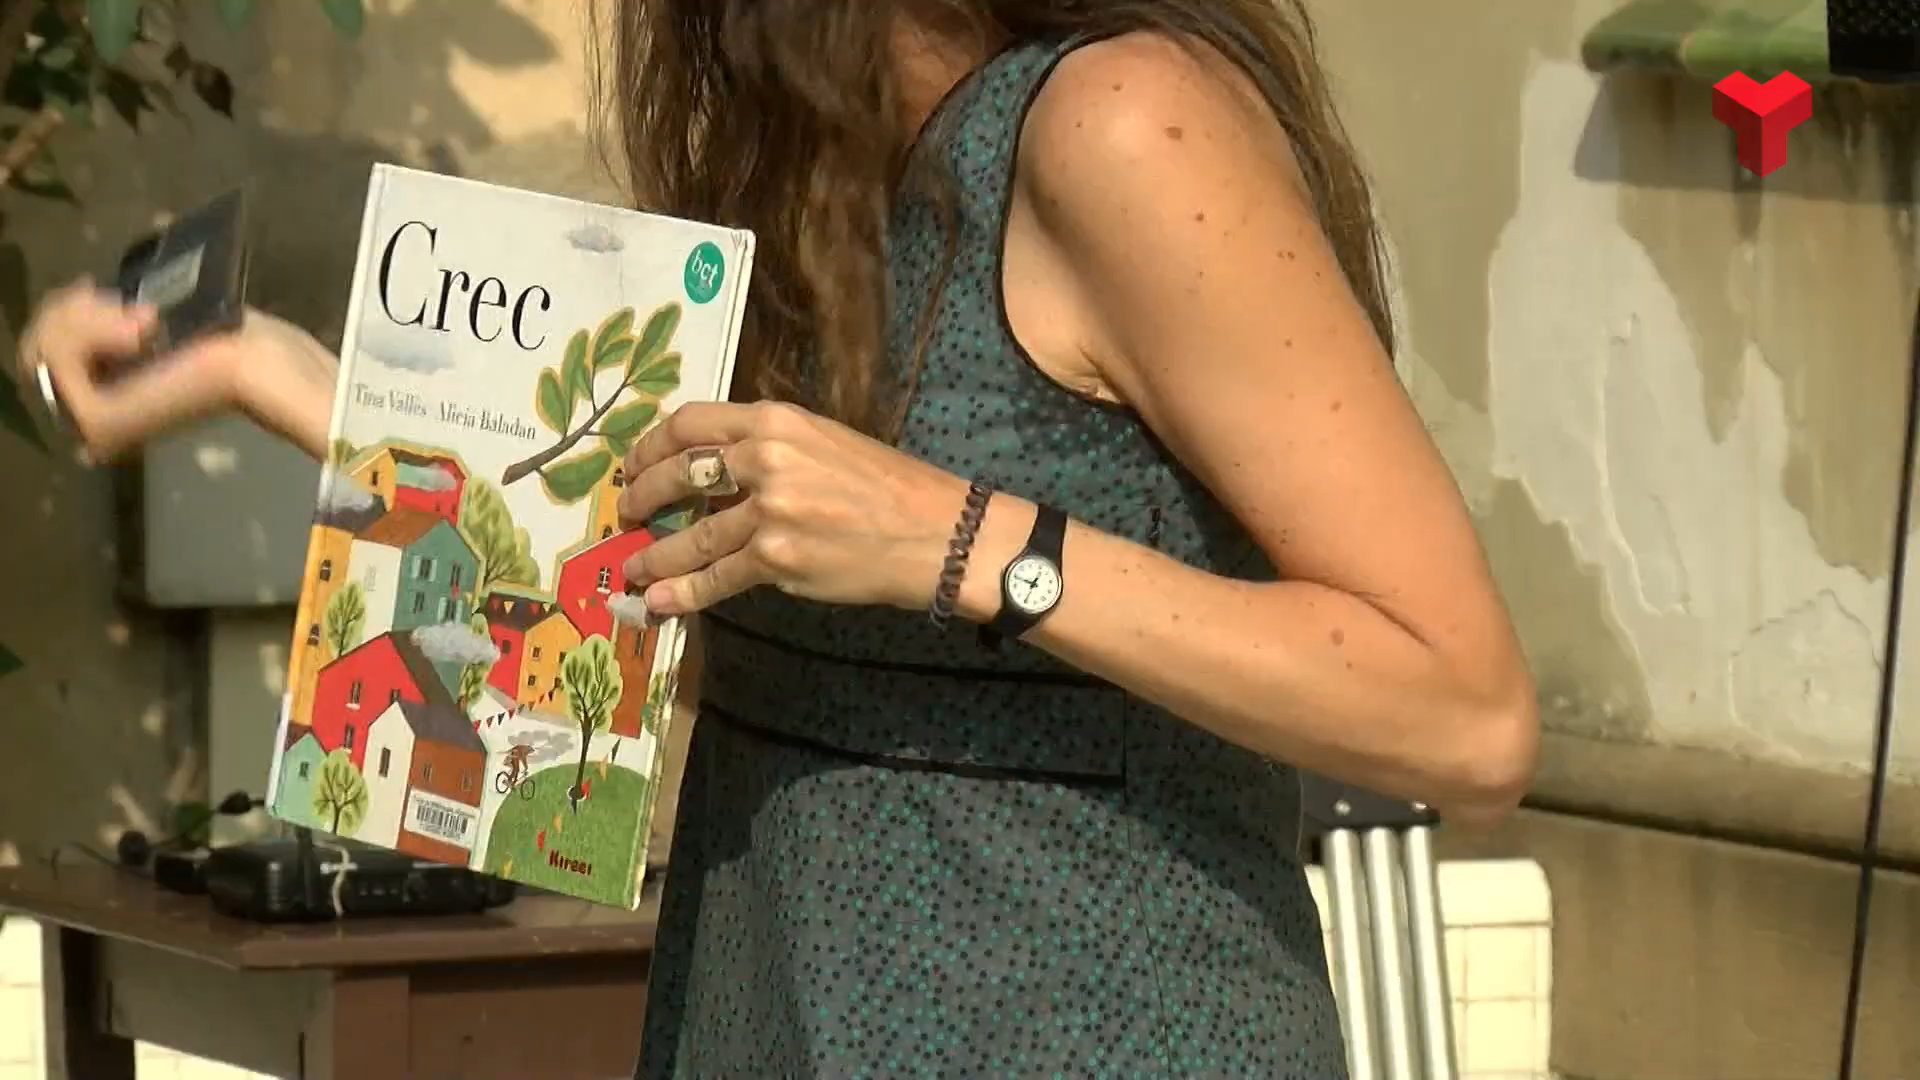 Crec
bct
Tina Vallès Alicia Baladan
Kireei